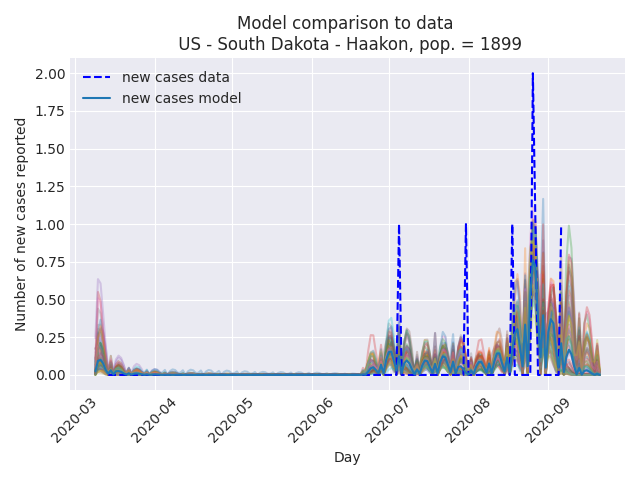 Model comparison to data
US - South Dakota - Haakon, pop. = 1899
new cases data
new cases model
Number of new cases reported
2.00
1.75
1.50
1.25
1.00
0.75
0.50
0.25
0.00
2020-03
2020-04
2020-05
2020-06
2020-07
2020-08
2020-09
Day